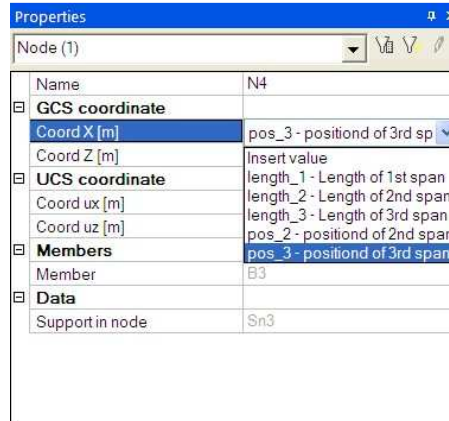 Properties
Node (1)
Name N4
GCS coordinate
Coord X [m] pos_3 - positiond of 3rd sp
Coord Z [m] Insert value
length_1 - Length of 1st span
UCS coordinate length_2 - Length of 2nd span
Coord ux [m] length_3 - Length of 3rd span
Coord uz [m] pos_2 - positiond of 2nd span
Members pos_3 - positiond of 3rd span
Member B3
Data
Support in node Sn3